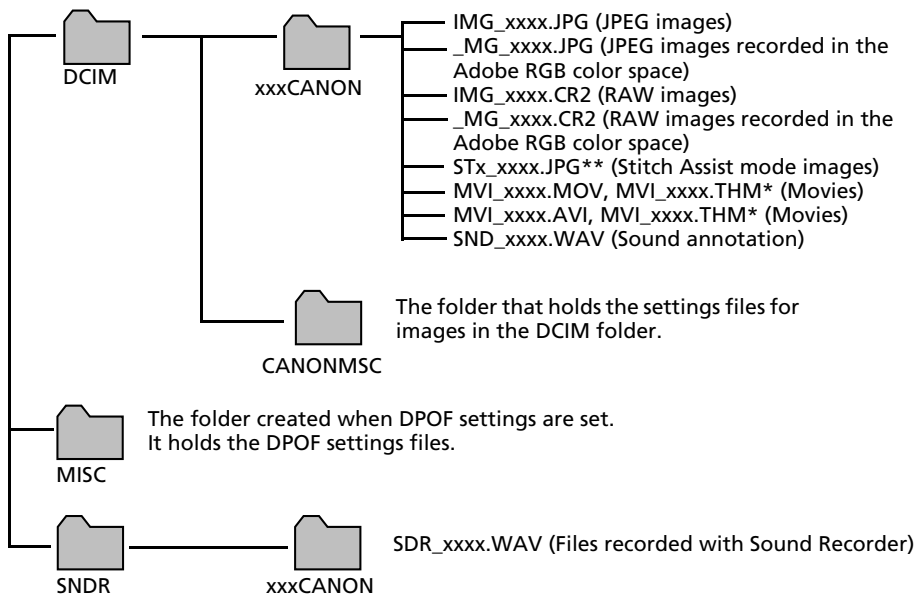 DCIM
xxxCANON
IMG_xxxx.JPG (JPEG images)
_MG_xxxx.JPG (JPEG images recorded in the
Adobe RGB color space)
IMG_xxxx.CR2 (RAW images)
_MG_xxxx.CR2 (RAW images recorded in the
Adobe RGB color space)
STx_xxxx.JPG** (Stitch Assist mode images)
MVI_xxxx.MOV, MVI_xxxx.THM* (Movies)
MVI_xxxx.AVI, MVI_xxxx.THM* (Movies)
SND_xxxx.WAV (Sound annotation)
CANONMSC
The folder that holds the settings files for
images in the DCIM folder.
MISC
The folder created when DPOF settings are set.
It holds the DPOF settings files.
SNDR
xxxCANON
SDR_xxxx.WAV (Files recorded with Sound Recorder)